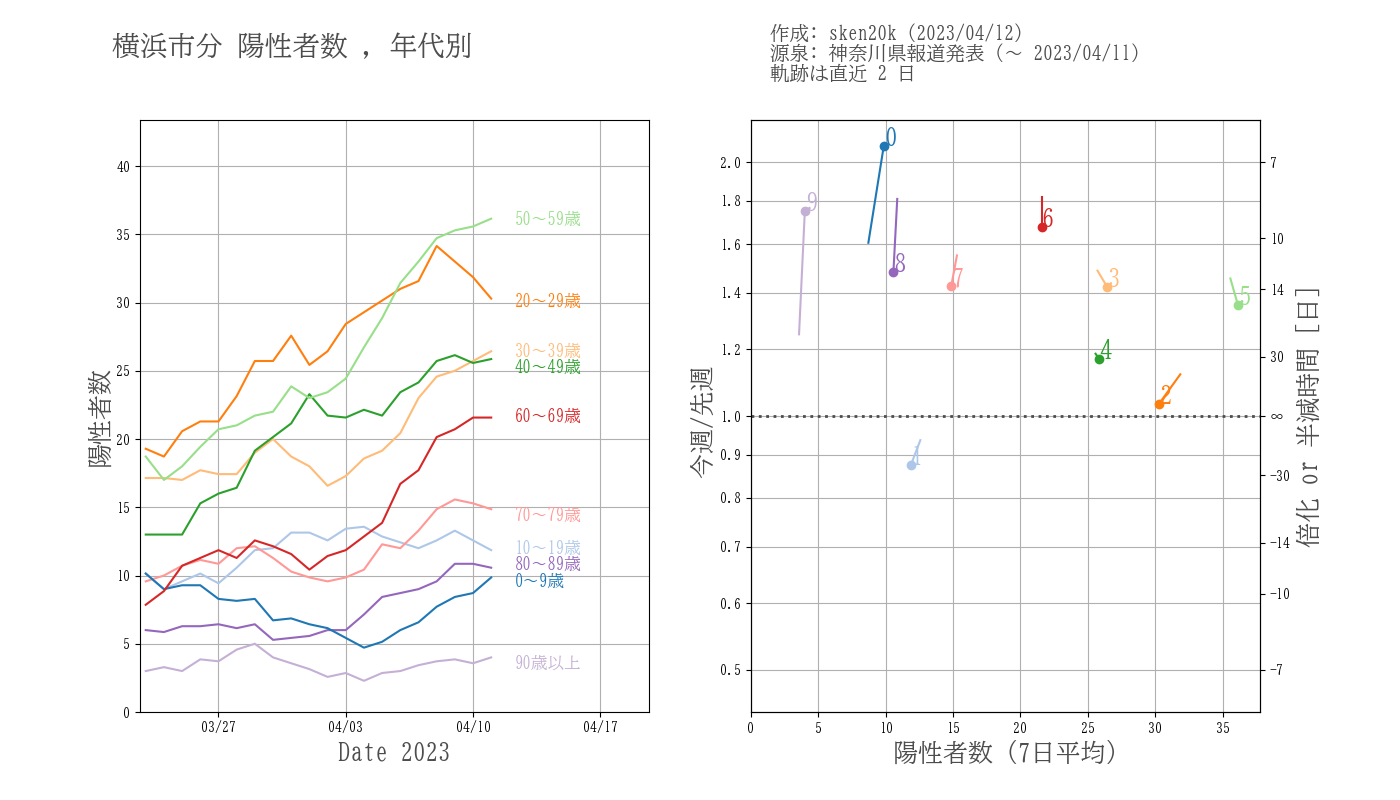 横浜市分 陽性者数 , 年代別
作成: sken20k (2023/04/12)
源泉: 神奈川県報道発表 (〜 2023/04/11)
軌跡は直近 2 日
陽性者数
40
35
30
25
20
15
10
5
0
50〜59歳
20〜29歳
30〜39歳
40〜49歳
60〜69歳
70〜79歳
10〜19歳
80〜89歳
0〜9歳
90歳以上
03/27 04/03 04/10 04/17
Date 2023
今週/先週
2.0
1.8
1.6
1.4
1.2
1.0
0.9
0.8
0.7
0.6
0.5
0
9
6
8
7
3
5
4
2
1
7
10
14
30
∞
-30
-14
-10
-7
倍化 or 半減時間 [日]
0 5 10 15 20 25 30 35
陽性者数 (7日平均)